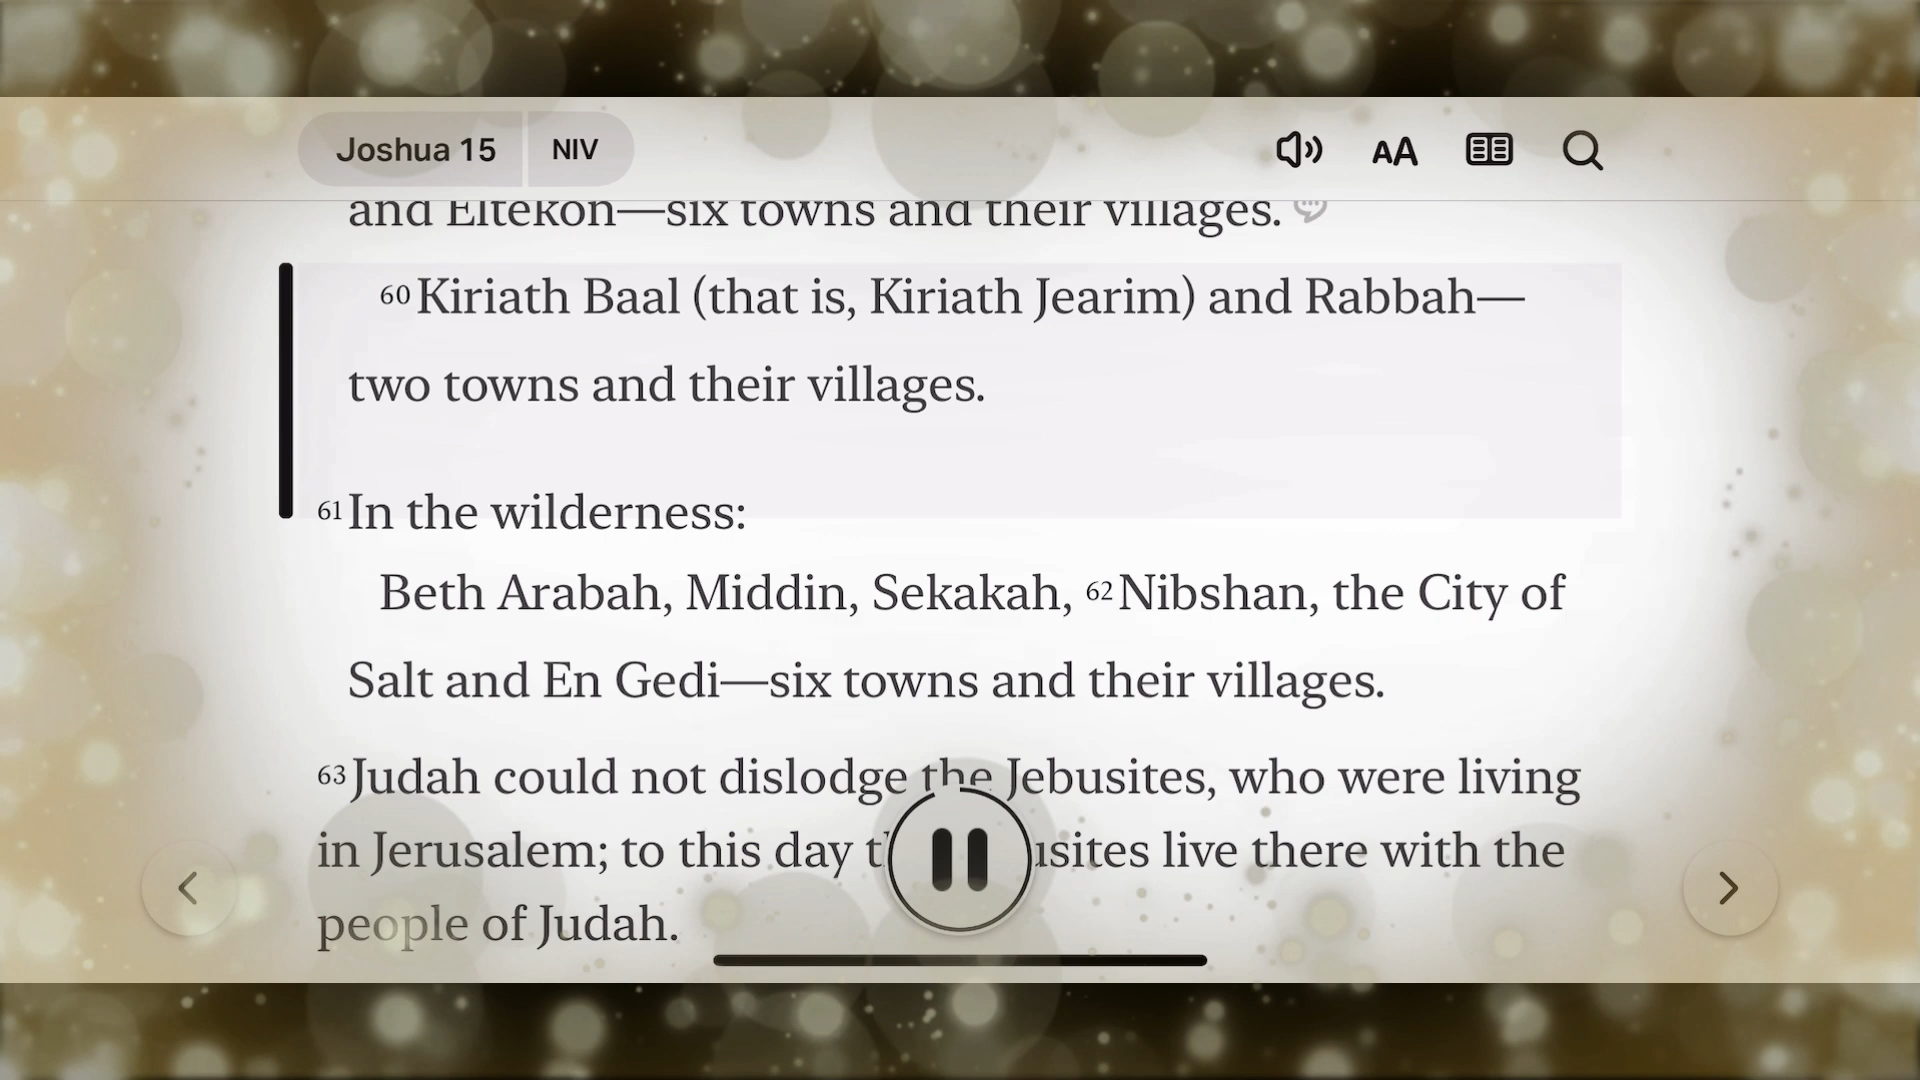 Joshua 15 NIV AA
and Eltekon—six towns and their villages.
60 Kiriath Baal (that is, Kiriath Jearim) and Rabbah—
two towns and their villages.
61 In the wilderness:
Beth Arabah, Middin, Sekakah, 62 Nibshan, the City of
Salt and En Gedi—six towns and their villages.
63 Judah could not dislodge the Jebusites, who were living
in Jerusalem; to this day usites live there with the
people of Judah.